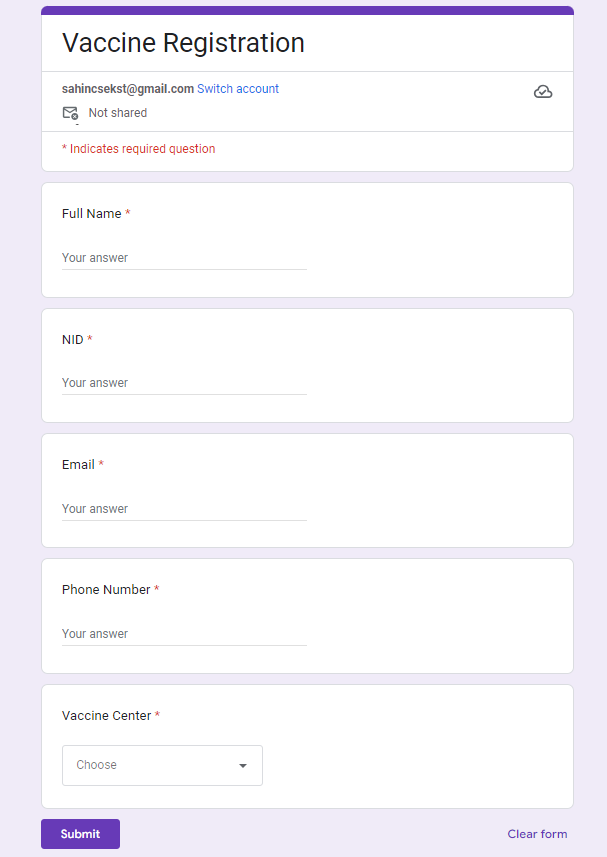 Vaccine Registration
sahincsekst@gmail.com Switch account
Not shared
* Indicates required question
Full Name *
Your answer
NID *
Your answer
Email *
Your answer
Phone Number *
Your answer
Vaccine Center *
Choose
Submit Clear form